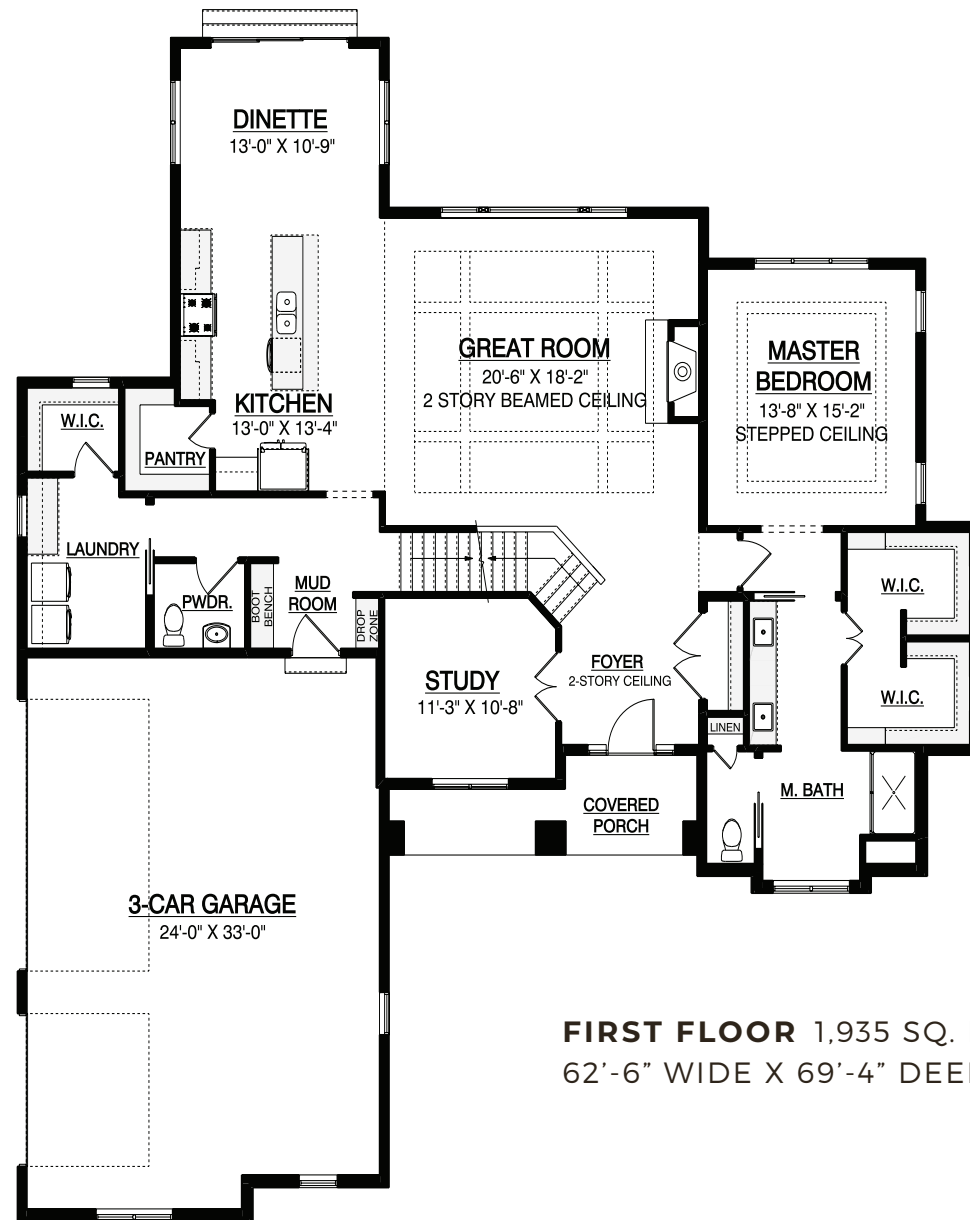 DINETTE
13'-0" X 10'-9"
GREAT ROOM
20'-6" X 18'-2"
2 STORY BEAMED CEILING
MASTER
BEDROOM
13'-8" X 15'-2"
STEPPED CEILING
KITCHEN
13'-0" X 13'-4"
W.I.C.
PANTRY
LAUNDRY
PWDR.
BOOT
BENCH
MUD
ROOM
DROP
ZONE
STUDY
11'-3" X 10'-8"
FOYER
2-STORY CEILING
W.I.C.
W.I.C.
LINEN
M. BATH
COVERED
PORCH
3-CAR GARAGE
24'-0" X 33'-0"
FIRST FLOOR 1,935 SQ.
62’-6” WIDE X 69’-4”